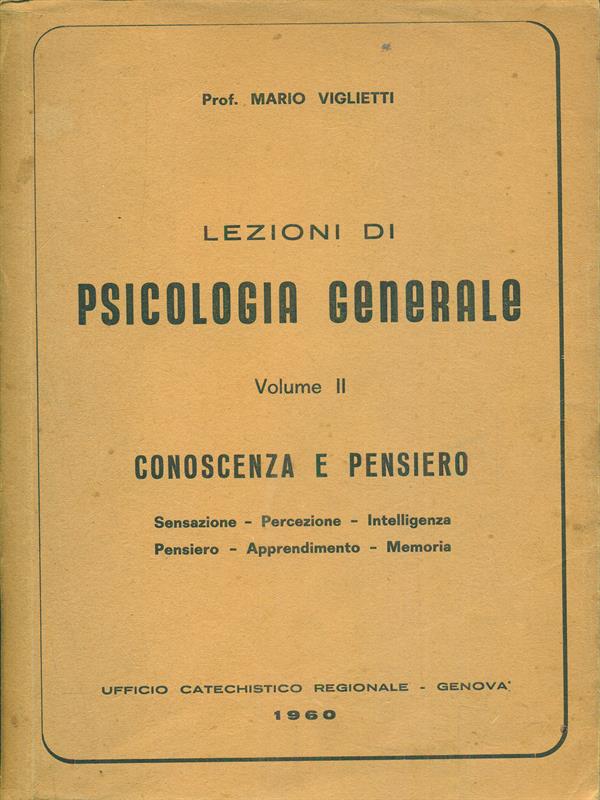 Prof. MARIO VIGLIETTI
LEZIONI DI
PSICOLOGIA GENERALE
Volume II
CONOSCENZA E PENSIERO
Sensazione - Percezione - Intelligenza
Pensiero - Apprendimento - Memoria
UFFICIO CATECHISTICO REGIONALE - GENOVA
1960